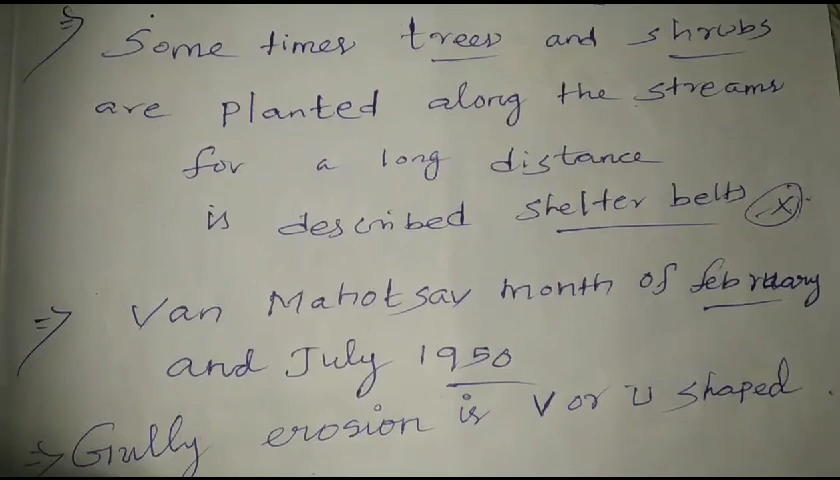 ⇒ Some times trees and shrubs
are planted along the streams
for a long distance
is described shelter belts (x)
⇒ Van Mahotsav month of february
and July 1950
⇒ Gully erosion is V or U shaped.